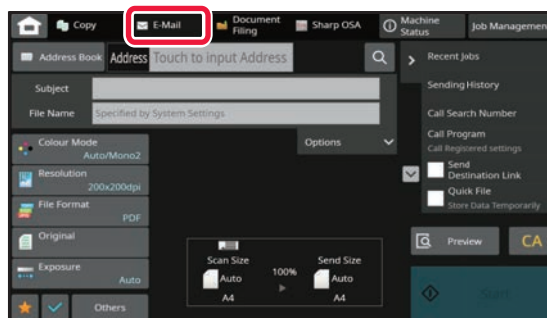 Copy
E-Mail
Document
Filing
Sharp OSA
Machine
Status
Job Managemen
Address Book
Address
Touch to input Address
Recent Jobs
Subject
Sending History
File Name
Specified by System Settings
Call Search Number
Colour Mode
Auto/Mono2
Options
Call Program
Call Registered settings
Resolution
200x200dpi
Send
Destination Link
File Format
PDF
Quick File
Store Data Temporarily
Original
Preview
CA
Scan Size
Send Size
Exposure
Auto
Auto
100%
Auto
A4
A4
Start
Others